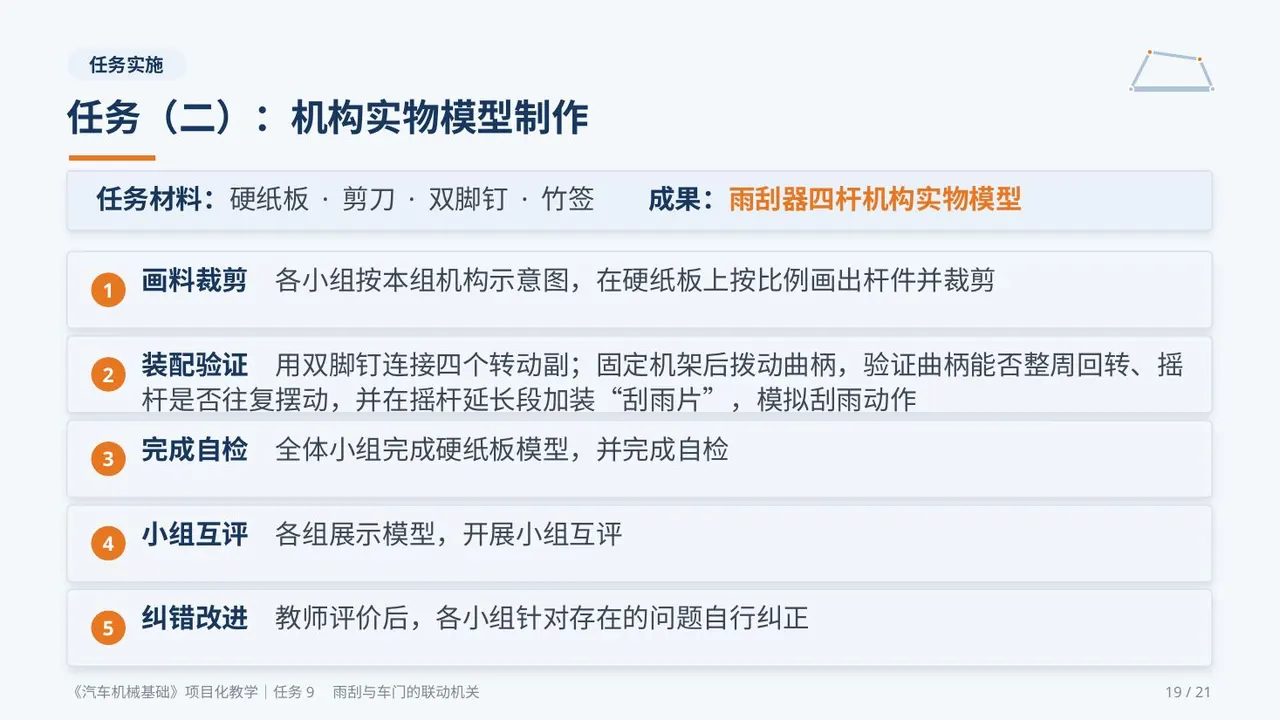 任务实施
任务（二）：机构实物模型制作
任务材料：硬纸板 · 剪刀 · 双脚钉 · 竹签 成果：雨刮器四杆机构实物模型
1 画料裁剪 各小组按本组机构示意图，在硬纸板上按比例画出杆件并裁剪
2 装配验证 用双脚钉连接四个转动副；固定机架后拨动曲柄，验证曲柄能否整周回转、摇
杆是否往复摆动，并在摇杆延长段加装“刮雨片”，模拟刮雨动作
3 完成自检 全体小组完成硬纸板模型，并完成自检
4 小组互评 各组展示模型，开展小组互评
5 纠错改进 教师评价后，各小组针对存在的问题自行纠正
《汽车机械基础》项目化教学｜任务 9 雨刮与车门的联动机关
19 / 21